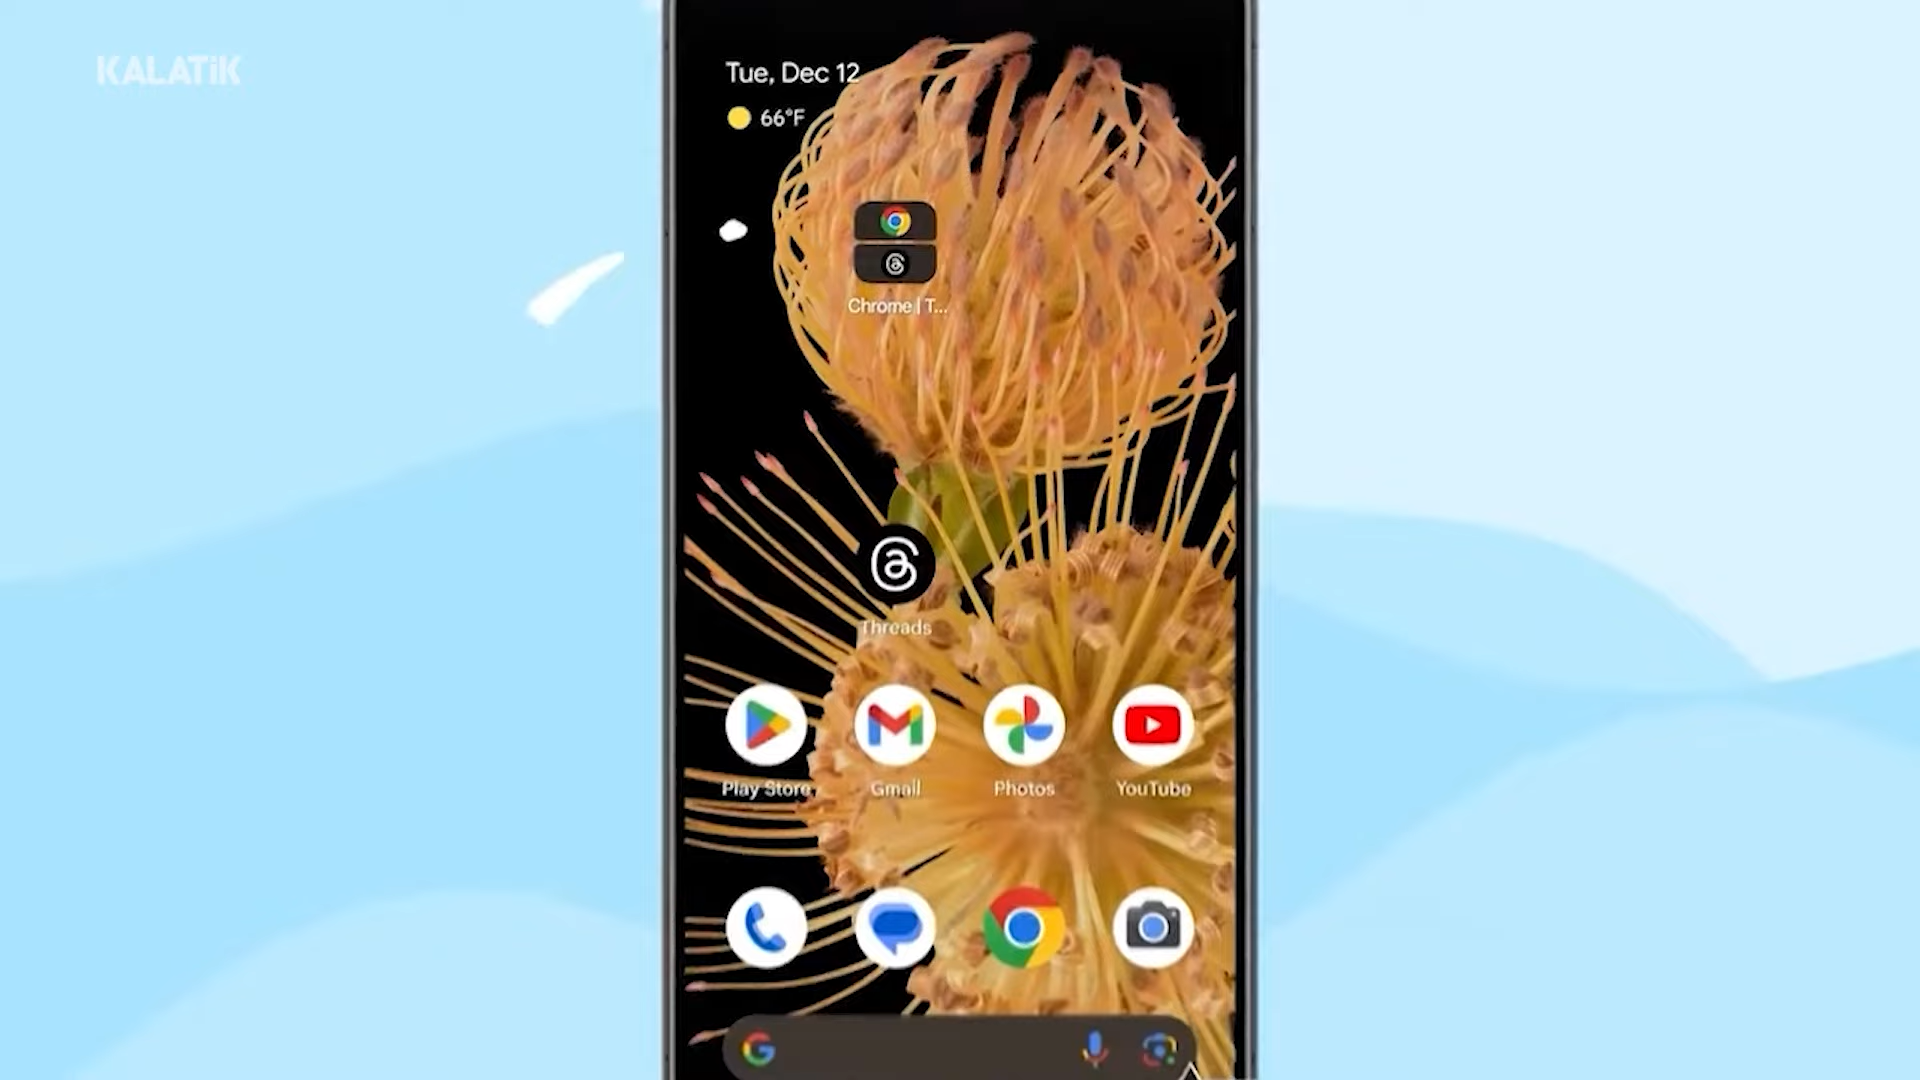 KALATiK
Tue, Dec 12
66°F
Chrome | T...
Threads
Play Store
Gmail
Photos
YouTube